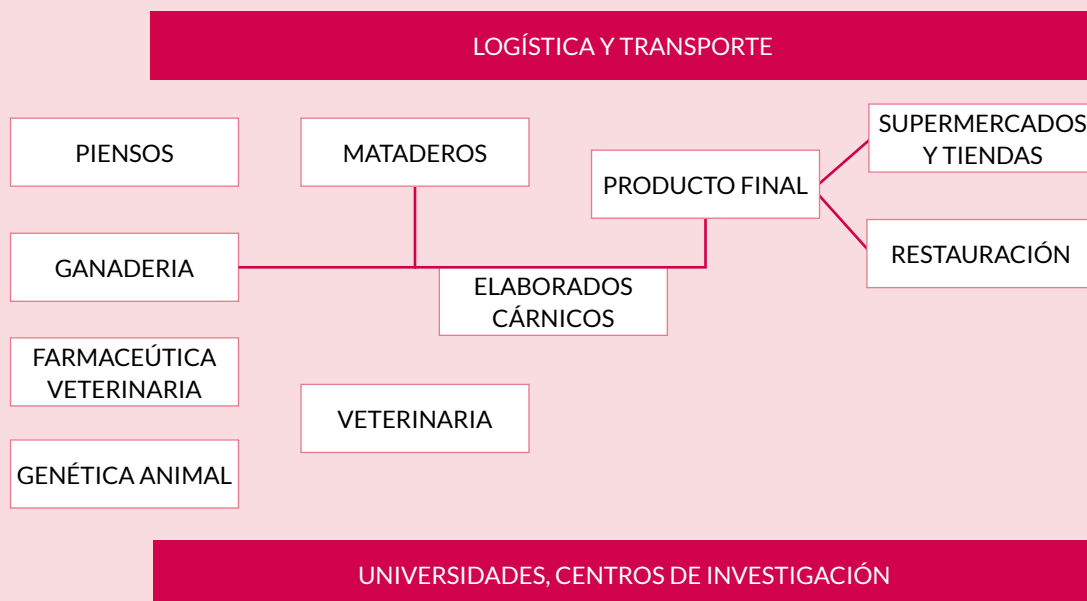 LOGÍSTICA Y TRANSPORTE
PIENSOS
MATADEROS
PRODUCTO FINAL
SUPERMERCADOS
Y TIENDAS
GANADERIA
ELABORADOS
CÁRNICOS
RESTAURACIÓN
FARMACEÚTICA
VETERINARIA
VETERINARIA
GENÉTICA ANIMAL
UNIVERSIDADES, CENTROS DE INVESTIGACIÓN